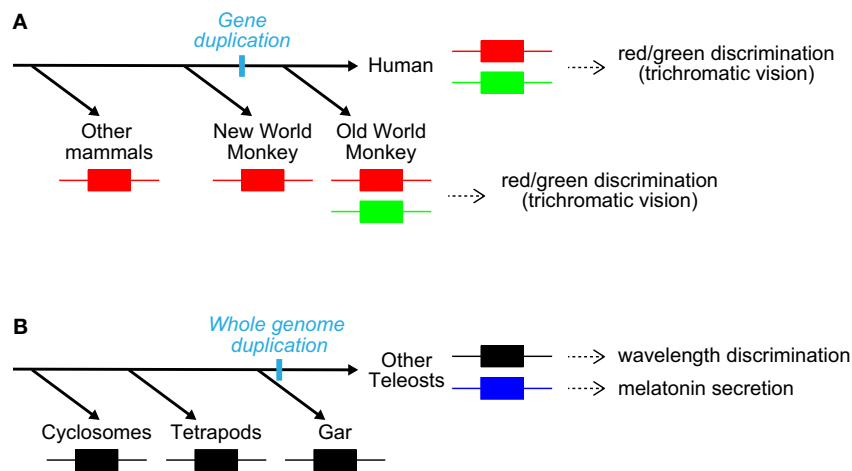 A
Gene
duplication
Human
red/green discrimination
(trichromatic vision)
Other
mammals
New World
Monkey
Old World
Monkey
red/green discrimination
(trichromatic vision)
B
Whole genome
duplication
Other
Teleosts
wavelength discrimination
melatonin secretion
Cyclosomes
Tetrapods
Gar